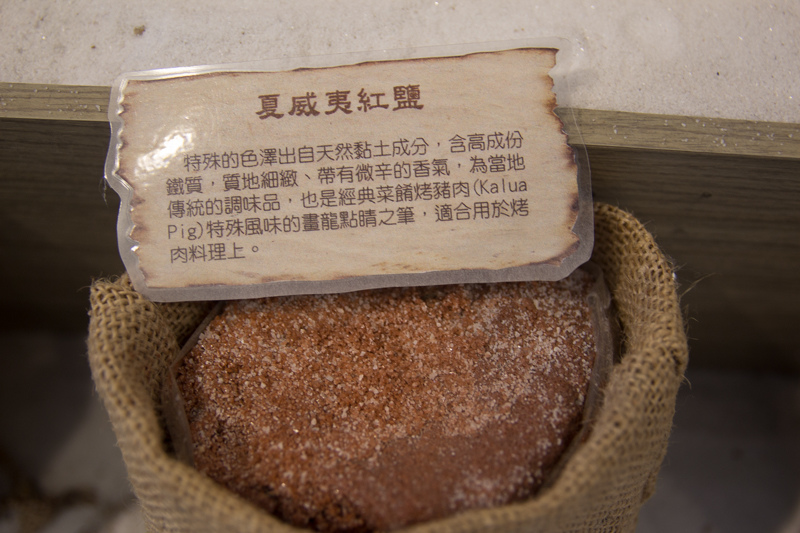 夏威夷紅鹽
特殊的色澤出自天然黏土成分，含高成份
鐵質，質地細緻、帶有微辛的香氣，為當地
傳統的調味品，也是經典菜餚烤豬肉(Kalua
Pig)特殊風味的畫龍點睛之筆，適合用於烤
肉料理上。